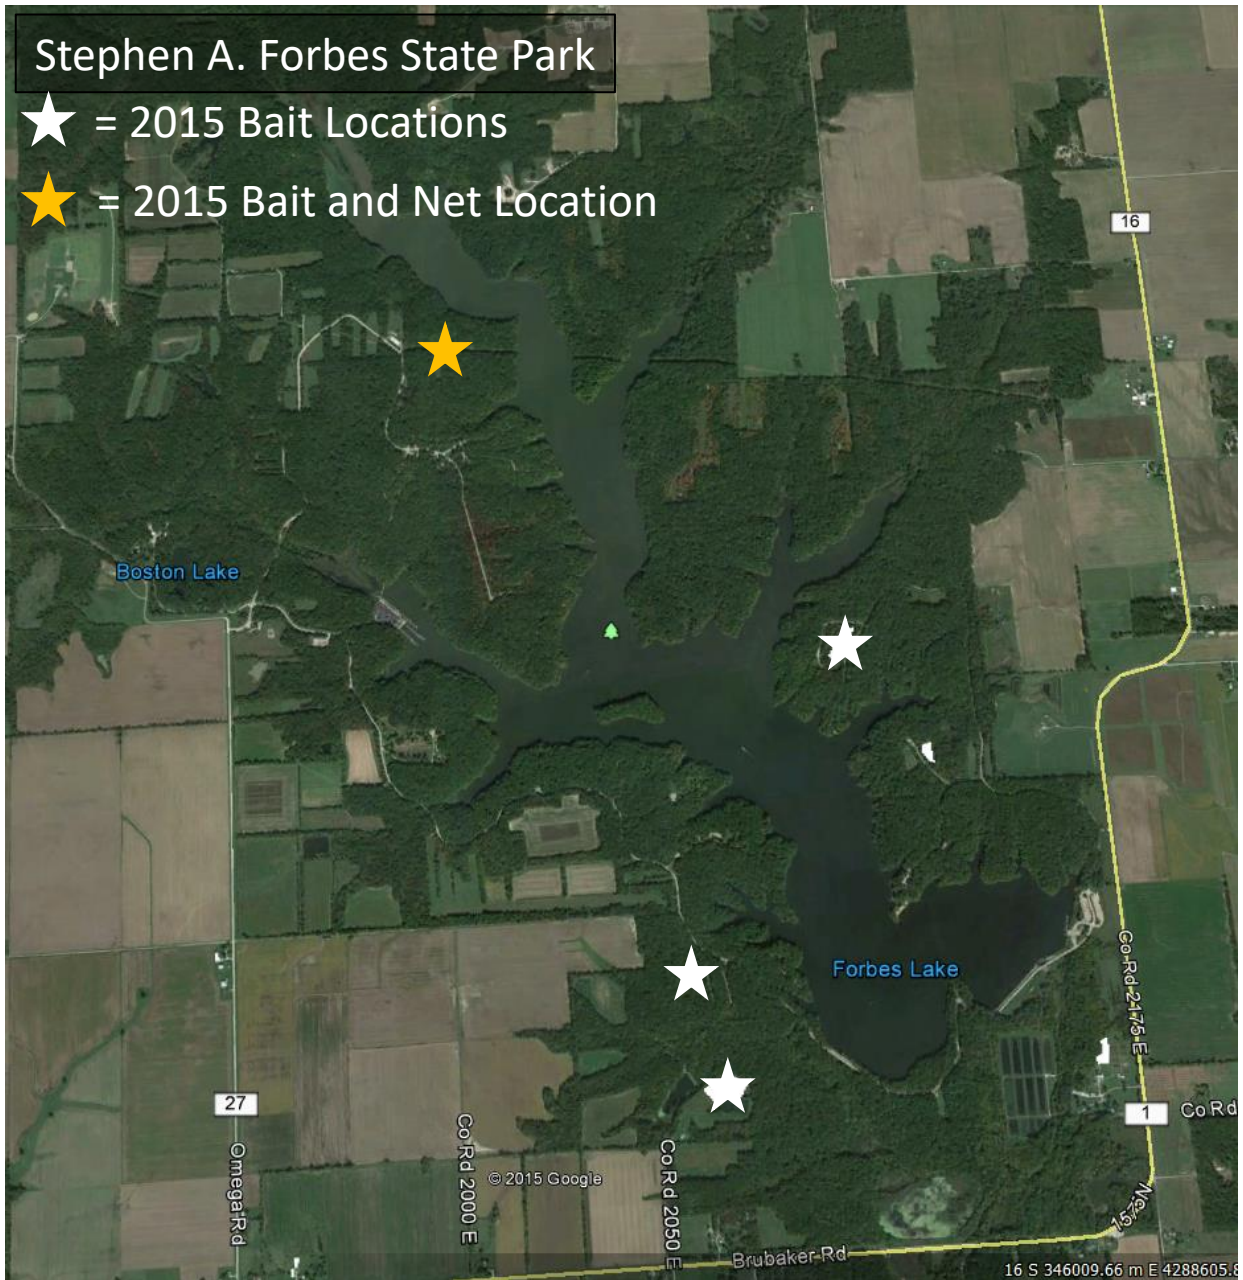 Stephen A. Forbes State Park
= 2015 Bait Locations
= 2015 Bait and Net Location
16
Boston Lake
Forbes Lake
Co Rd 2175 E
27
1
Co Rd
Omega Rd
Co Rd 2000 E
© 2015 Google
Co Rd 2050 E
1575 N
Brubaker Rd
16 S 346009.66 m E 4288605.8